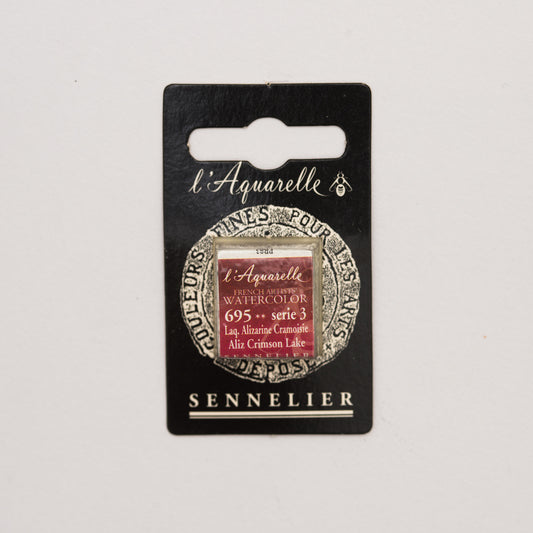 l'Aquarelle
COULEURS FINES POUR LES ARTS
PR83
l'Aquarelle
FRENCH ARTISTS'
WATERCOLOR
695 ** serie 3
Laq. Alizarine Cramoisie
Aliz Crimson Lake
SENNELIER
DÉPOSÉ
SENNELIER